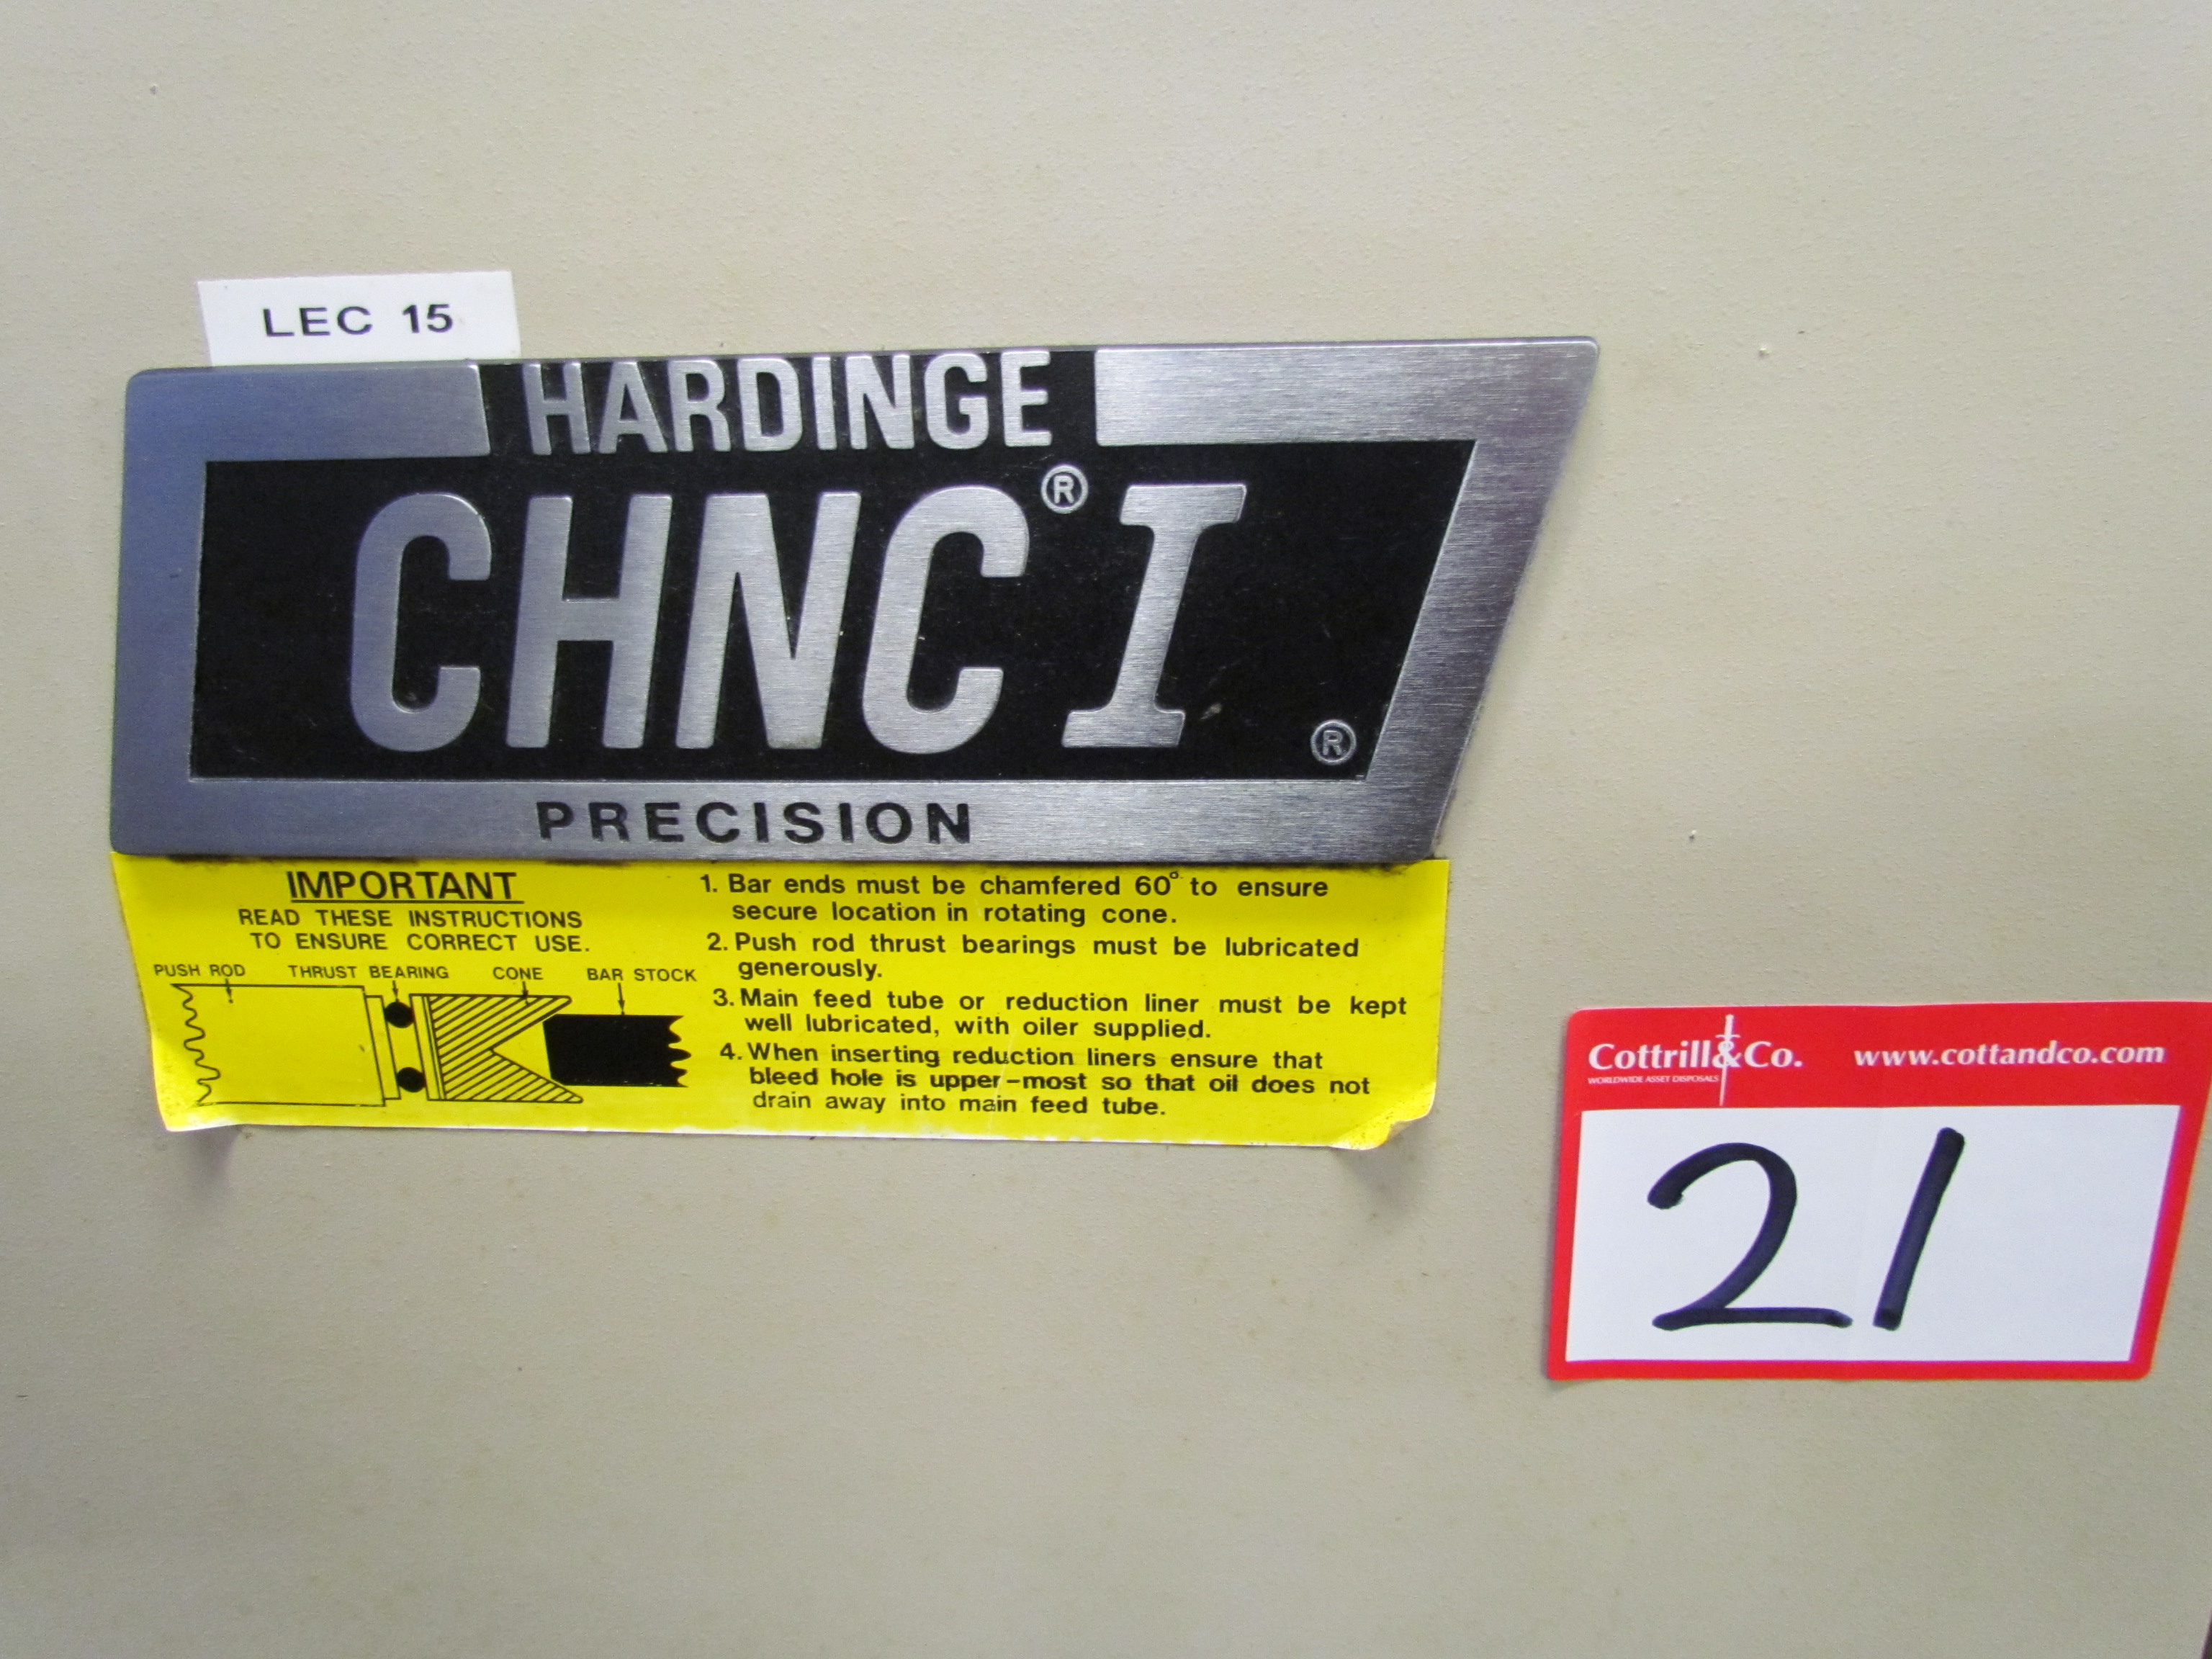 LEC 15
HARDINGE
CHNC® I
®
PRECISION
IMPORTANT
READ THESE INSTRUCTIONS
TO ENSURE CORRECT USE.
PUSH ROD THRUST BEARING CONE BAR STOCK
1. Bar ends must be chamfered 60° to ensure
secure location in rotating cone.
2. Push rod thrust bearings must be lubricated
generously.
3. Main feed tube or reduction liner must be kept
well lubricated, with oiler supplied.
4. When inserting reduction liners ensure that
bleed hole is upper-most so that oil does not
drain away into main feed tube.
Cottrill&Co. www.cottandco.com
WORLDWIDE ASSET DISPOSALS
21